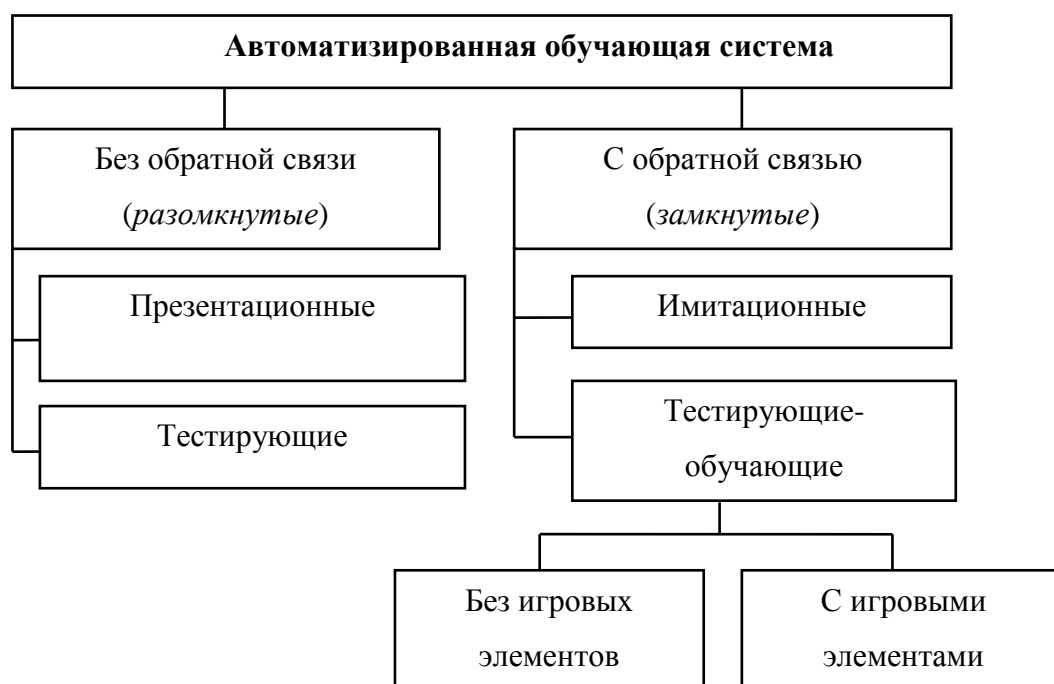 Автоматизированная обучающая система
Без обратной связи
(разомкнутые)
С обратной связью
(замкнутые)
Презентационные
Имитационные
Тестирующие
Тестирующие-
обучающие
Без игровых
элементов
С игровыми
элементами